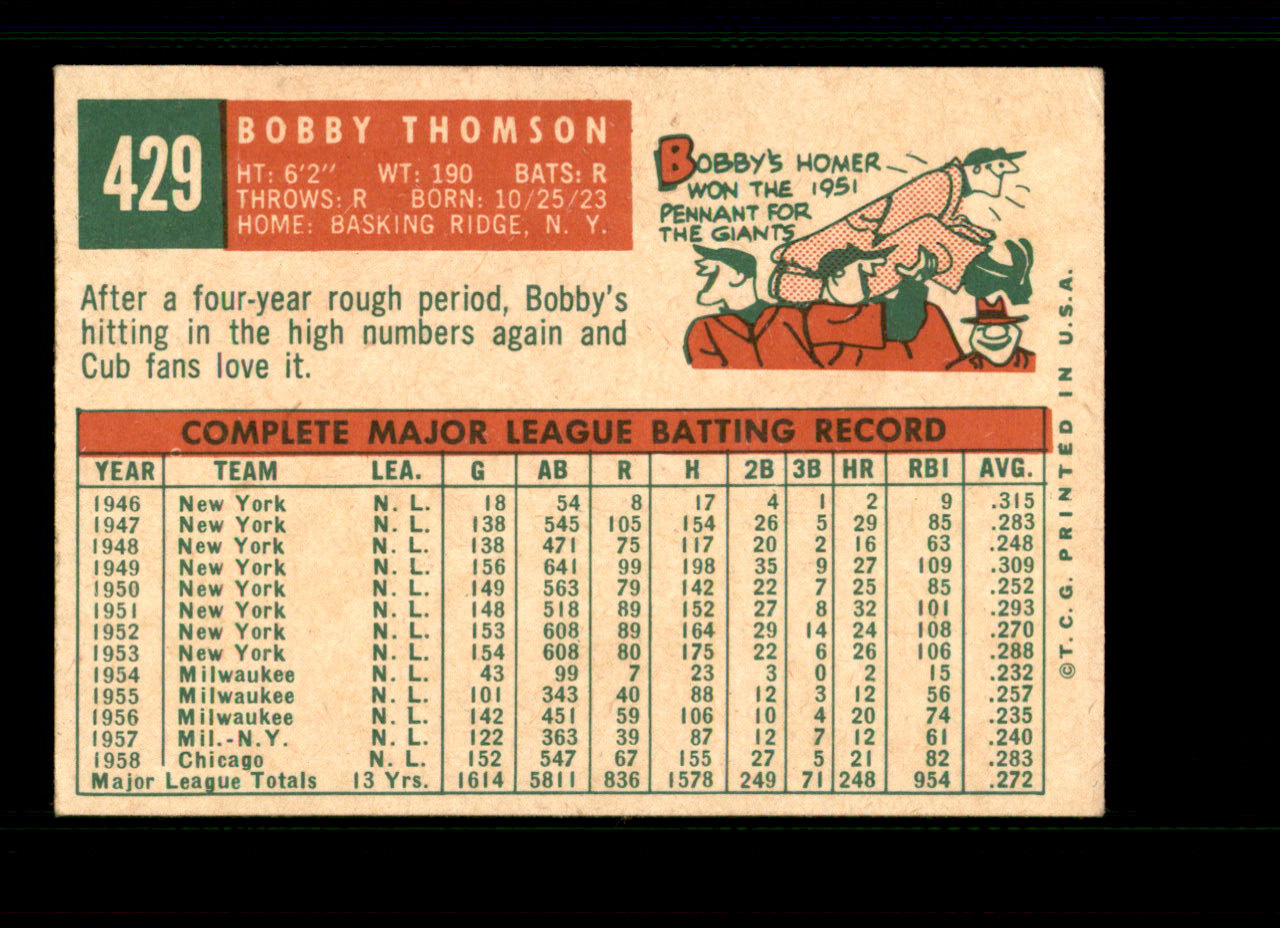 429
BOBBY THOMSON
HT: 6'2" WT: 190 BATS: R
THROWS: R BORN: 10/25/23
HOME: BASKING RIDGE, N. Y.
BOBBY'S HOMER
WON THE 1951
PENNANT FOR
THE GIANTS
After a four-year rough period, Bobby's
hitting in the high numbers again and
Cub fans love it.
COMPLETE MAJOR LEAGUE BATTING RECORD
YEAR TEAM LEA. G AB R H 2B 3B HR RBI AVG.
1946 New York N. L. 18 54 8 17 4 1 2 9 .315
1947 New York N. L. 138 545 105 154 26 5 29 85 .283
1948 New York N. L. 138 471 75 117 20 2 16 63 .248
1949 New York N. L. 156 641 99 198 35 9 27 109 .309
1950 New York N. L. 149 563 79 142 22 7 25 85 .252
1951 New York N. L. 148 518 89 152 27 8 32 101 .293
1952 New York N. L. 153 608 89 164 29 14 24 108 .270
1953 New York N. L. 154 608 80 175 22 6 26 106 .288
1954 Milwaukee N. L. 43 99 7 23 3 0 2 15 .232
1955 Milwaukee N. L. 101 343 40 88 12 3 12 56 .257
1956 Milwaukee N. L. 142 451 59 106 10 4 20 74 .235
1957 Mil.-N.Y. N. L. 122 363 39 87 12 7 12 61 .240
1958 Chicago N. L. 152 547 67 155 27 5 21 82 .283
Major League Totals 13 Yrs. 1614 5811 836 1578 249 71 248 954 .272
©T. C. G. PRINTED IN U.S.A.